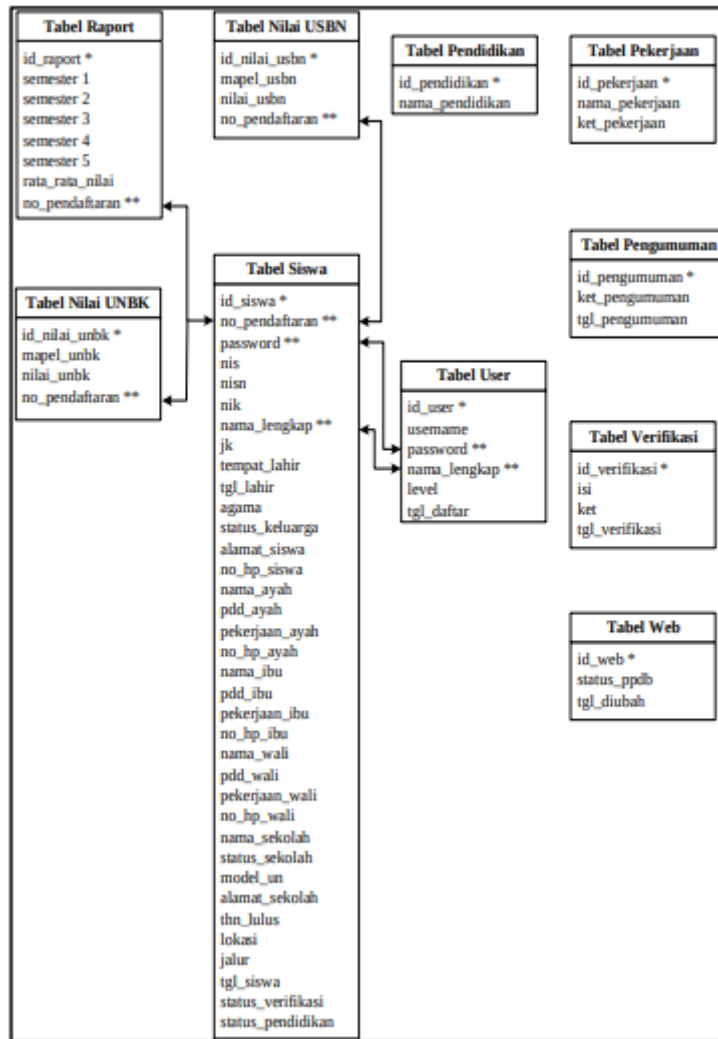 Tabel Raport
id_raport *
semester 1
semester 2
semester 3
semester 4
semester 5
rata_rata_nilai
no_pendaftaran **
Tabel Nilai USBN
id_nilai_usbn *
mapel_usbn
nilai_usbn
no_pendaftaran **
Tabel Pendidikan
id_pendidikan *
nama_pendidikan
Tabel Pekerjaan
id_pekerjaan *
nama_pekerjaan
ket_pekerjaan
Tabel Nilai UNBK
id_nilai_unbk *
mapel_unbk
nilai_unbk
no_pendaftaran **
Tabel Siswa
id_siswa *
no_pendaftaran **
password **
nis
nisn
nik
nama_lengkap **
jk
tempat_lahir
tgl_lahir
agama
status_keluarga
alamat_siswa
no_hp_siswa
nama_ayah
pdd_ayah
pekerjaan_ayah
no_hp_ayah
nama_ibu
pdd_ibu
pekerjaan_ibu
no_hp_ibu
nama_wali
pdd_wali
pekerjaan_wali
no_hp_wali
nama_sekolah
status_sekolah
model_un
alamat_sekolah
thn_lulus
lokasi
jalur
tgl_siswa
status_verifikasi
status_pendidikan
Tabel User
id_user *
username
password **
nama_lengkap **
level
tgl_daftar
Tabel Pengumuman
id_pengumuman *
ket_pengumuman
tgl_pengumuman
Tabel Verifikasi
id_verifikasi *
isi
ket
tgl_verifikasi
Tabel Web
id_web *
status_ppdb
tgl_diubah